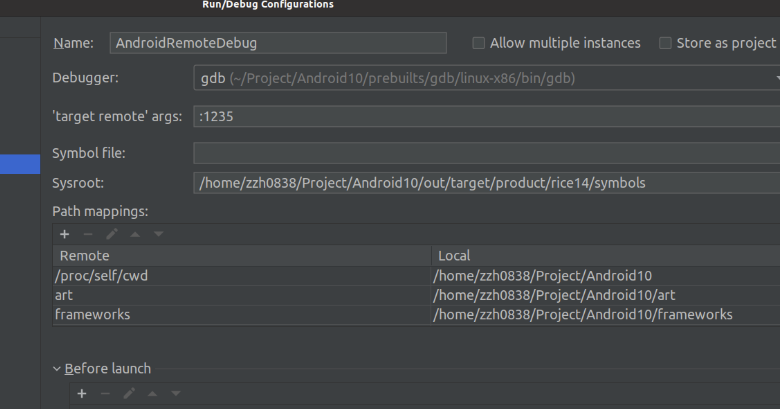 Run/Debug Configurations
Name: AndroidRemoteDebug Allow multiple instances Store as project
Debugger: gdb (~/Project/Android10/prebuilts/gdb/linux-x86/bin/gdb)
'target remote' args: :1235
Symbol file:
Sysroot: /home/zzh0838/Project/Android10/out/target/product/rice14/symbols
Path mappings:
Remote Local
/proc/self/cwd /home/zzh0838/Project/Android10
art /home/zzh0838/Project/Android10/art
frameworks /home/zzh0838/Project/Android10/frameworks
Before launch